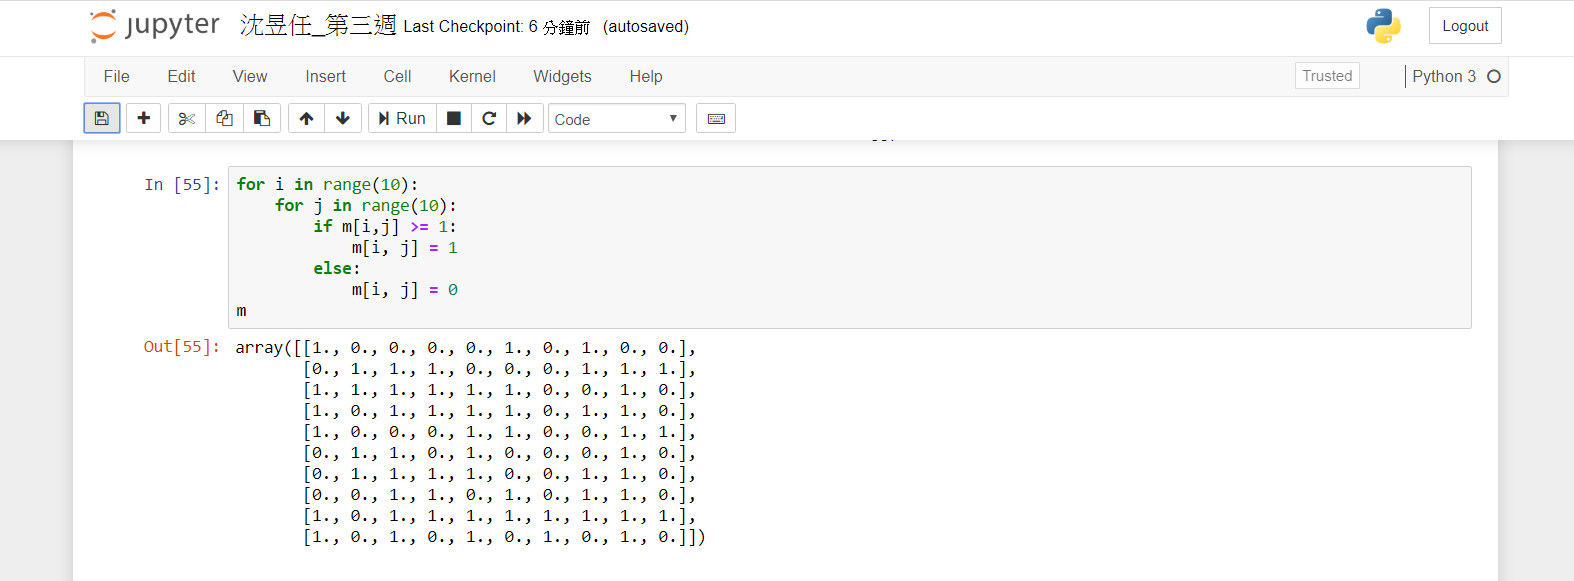 jupyter 沈昱任_第三週 Last Checkpoint: 6 分鐘前 (autosaved) Logout
File Edit View Insert Cell Kernel Widgets Help Trusted Python 3
Run Code
In [55]: for i in range(10):
    for j in range(10):
        if m[i,j] >= 1:
            m[i, j] = 1
        else:
            m[i, j] = 0
m
Out[55]: array([[1., 0., 0., 0., 0., 1., 0., 1., 0., 0.],
       [0., 1., 1., 1., 0., 0., 0., 1., 1., 1.],
       [1., 1., 1., 1., 1., 1., 0., 0., 1., 0.],
       [1., 0., 1., 1., 1., 1., 0., 1., 1., 0.],
       [1., 0., 0., 0., 1., 1., 0., 0., 1., 1.],
       [0., 1., 1., 0., 1., 0., 0., 0., 1., 0.],
       [0., 1., 1., 1., 1., 0., 0., 1., 1., 0.],
       [0., 0., 1., 1., 0., 1., 0., 1., 1., 0.],
       [1., 0., 1., 1., 1., 1., 1., 1., 1., 1.],
       [1., 0., 1., 0., 1., 0., 1., 0., 1., 0.]])